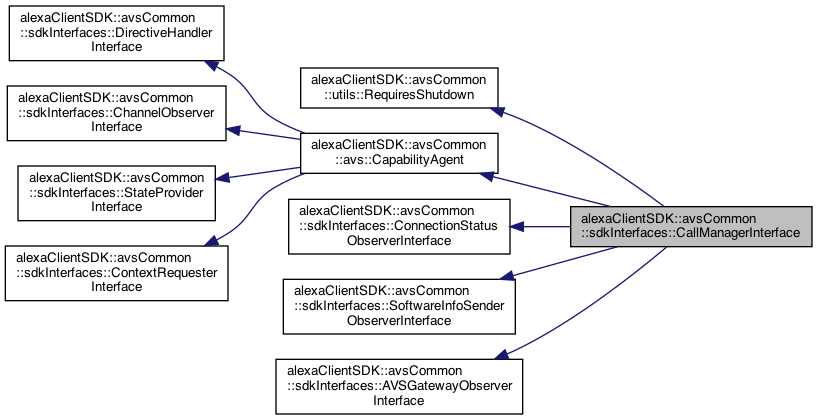 alexaClientSDK::avsCommon
::sdkInterfaces::DirectiveHandler
Interface
alexaClientSDK::avsCommon
::sdkInterfaces::ChannelObserver
Interface
alexaClientSDK::avsCommon
::sdkInterfaces::StateProvider
Interface
alexaClientSDK::avsCommon
::sdkInterfaces::ContextRequester
Interface
alexaClientSDK::avsCommon
::utils::RequiresShutdown
alexaClientSDK::avsCommon
::avs::CapabilityAgent
alexaClientSDK::avsCommon
::sdkInterfaces::ConnectionStatus
ObserverInterface
alexaClientSDK::avsCommon
::sdkInterfaces::SoftwareInfoSender
ObserverInterface
alexaClientSDK::avsCommon
::sdkInterfaces::AVSGatewayObserver
Interface
alexaClientSDK::avsCommon
::sdkInterfaces::CallManagerInterface